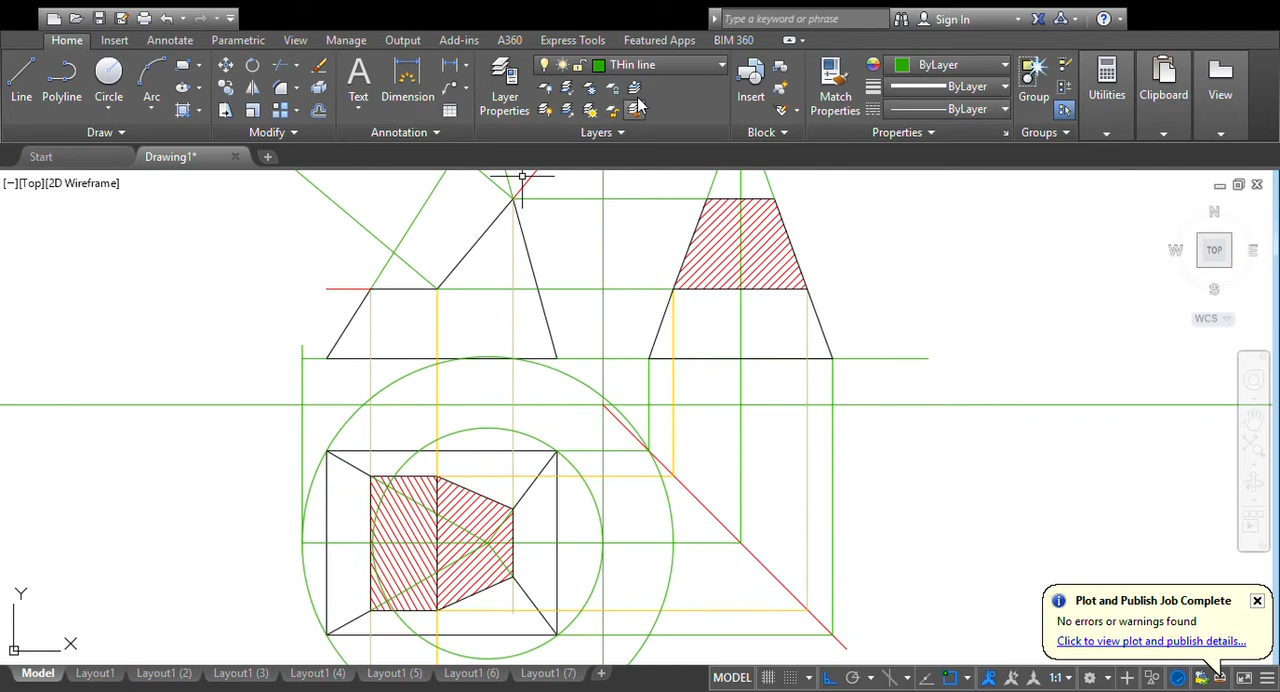 Type a keyword or phrase
Sign In
Home Insert Annotate Parametric View Manage Output Add-ins A360 Express Tools Featured Apps BIM 360
Line Polyline Circle Arc
Text Dimension
Layer Properties
THin line
Insert
Match Properties
ByLayer
ByLayer
ByLayer
Group
Utilities
Clipboard
View
Draw Modify Annotation Layers Block Properties Groups
Start Drawing1*
[−][Top][2D Wireframe]
N
W TOP E
S
WCS
Y
X
Plot and Publish Job Complete
No errors or warnings found
Click to view plot and publish details...
Model Layout1 Layout1 (2) Layout1 (3) Layout1 (4) Layout1 (5) Layout1 (6) Layout1 (7)
MODEL 1:1